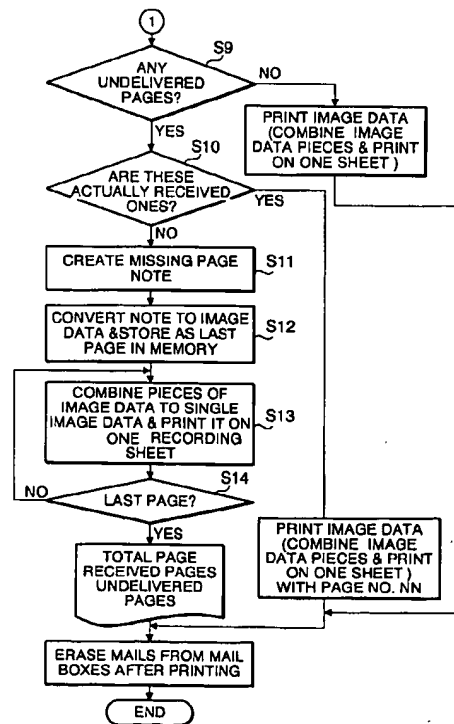 1
S9
ANY
UNDELIVERED
PAGES?
NO
YES
PRINT IMAGE DATA
(COMBINE IMAGE
DATA PIECES & PRINT
ON ONE SHEET )
S10
ARE THESE
ACTUALLY RECEIVED
ONES?
YES
NO
CREATE MISSING PAGE
NOTE
S11
CONVERT NOTE TO IMAGE
DATA &STORE AS LAST
PAGE IN MEMORY
S12
COMBINE PIECES OF
IMAGE DATA TO SINGLE
IMAGE DATA & PRINT IT ON
ONE RECORDING
SHEET
S13
S14
LAST PAGE?
NO
YES
TOTAL PAGE
RECEIVED PAGES
UNDELIVERED
PAGES
PRINT IMAGE DATA
(COMBINE IMAGE
DATA PIECES & PRINT
ON ONE SHEET )
WITH PAGE NO. NN
ERASE MAILS FROM MAIL
BOXES AFTER PRINTING
END